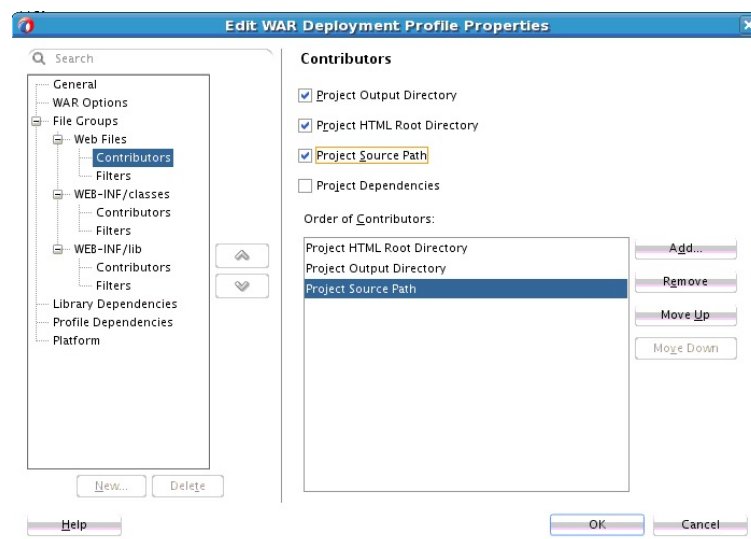 Edit WAR Deployment Profile Properties
Search
General
WAR Options
File Groups
Web Files
Contributors
Filters
WEB-INF/classes
Contributors
Filters
WEB-INF/lib
Contributors
Filters
Library Dependencies
Profile Dependencies
Platform
New...
Delete
Contributors
Project Output Directory
Project HTML Root Directory
Project Source Path
Project Dependencies
Order of Contributors:
Project HTML Root Directory
Project Output Directory
Project Source Path
Add...
Remove
Move Up
Move Down
Help
OK
Cancel